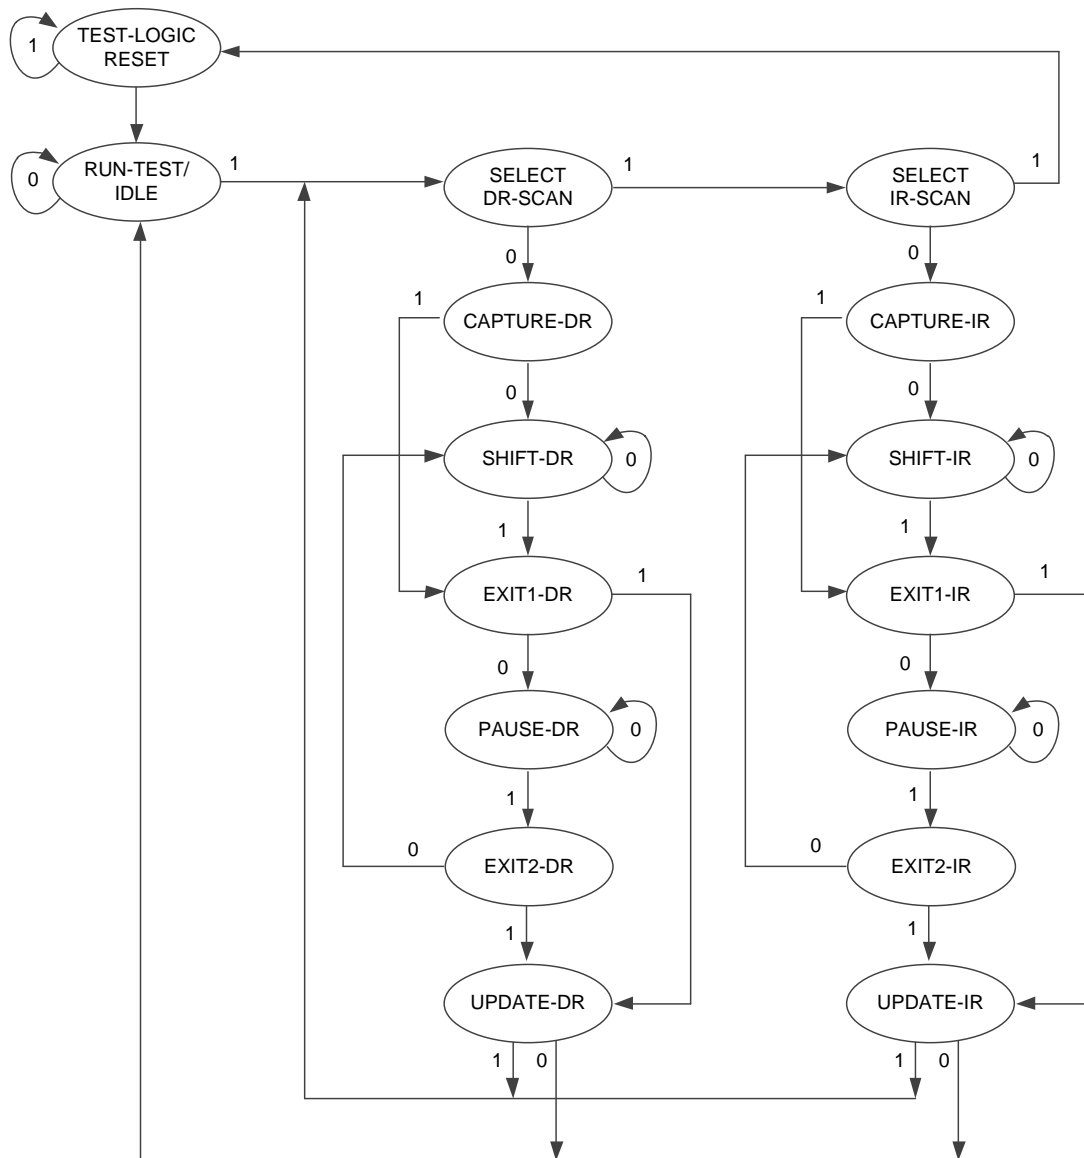 TEST-LOGIC
RESET
1
RUN-TEST/
IDLE
0
1
SELECT
DR-SCAN
1
SELECT
IR-SCAN
1
0
0
1
CAPTURE-DR
1
CAPTURE-IR
0
0
SHIFT-DR
0
SHIFT-IR
0
1
1
EXIT1-DR
1
EXIT1-IR
1
0
0
PAUSE-DR
0
PAUSE-IR
0
1
1
0
EXIT2-DR
0
EXIT2-IR
1
1
UPDATE-DR
UPDATE-IR
1
0
1
0